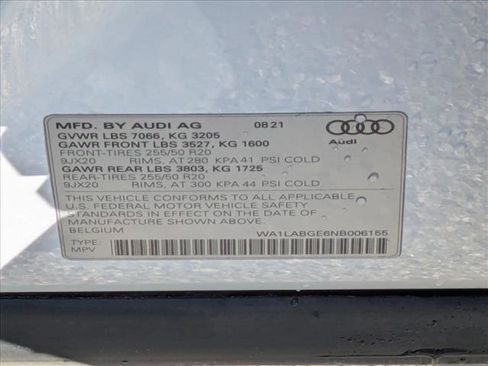 MFD. BY AUDI AG 08 21
GVWR LBS 7066, KG 3205
GAWR FRONT LBS 3527, KG 1600
FRONT-TIRES 255/50 R20
9JX20 RIMS, AT 280 KPA 41 PSI COLD
GAWR REAR LBS 3803, KG 1725
REAR-TIRES 255/50 R20
9JX20 RIMS, AT 300 KPA 44 PSI COLD
Audi
THIS VEHICLE CONFORMS TO ALL APPLICABLE
U.S. FEDERAL MOTOR VEHICLE SAFETY
STANDARDS IN EFFECT ON THE DATE OF
MANUFACTURE SHOWN ABOVE.
BELGIUM WA1LABGE6NB006155
TYPE:
MPV